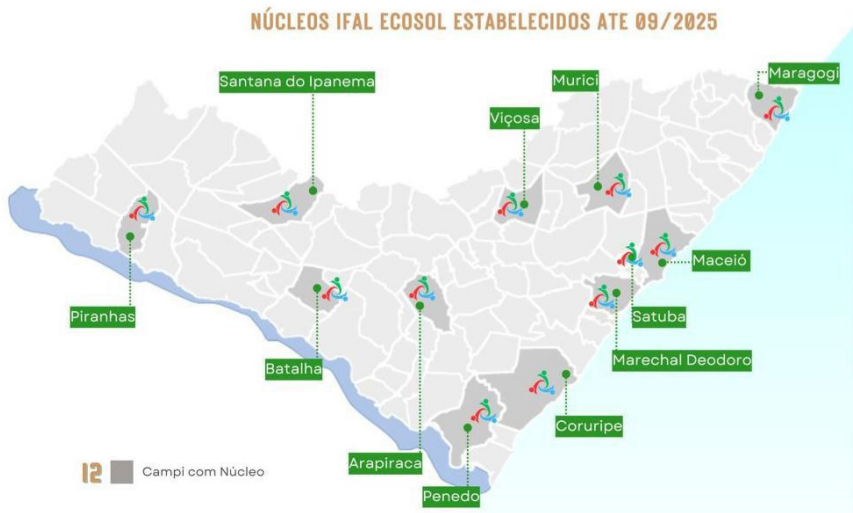 NÚCLEOS IFAL ECOSOL ESTABELECIDOS ATE 09/2025
Maragogi
Santana do Ipanema
Murici
Viçosa
Maceió
Piranhas
Satuba
Marechal Deodoro
Batalha
Coruripe
Arapiraca
12 Campi com Núcleo
Penedo